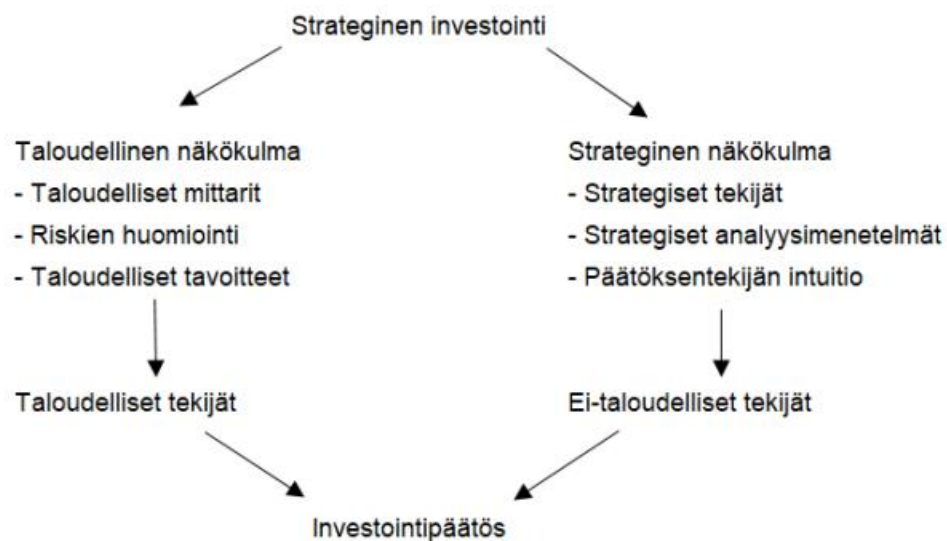 Strateginen investointi
Taloudellinen näkökulma
- Taloudelliset mittarit
- Riskien huomiointi
- Taloudelliset tavoitteet
Strateginen näkökulma
- Strategiset tekijät
- Strategiset analyysimenetelmät
- Päätöksentekijän intuitio
Taloudelliset tekijät
Ei-taloudelliset tekijät
Investointipäätös